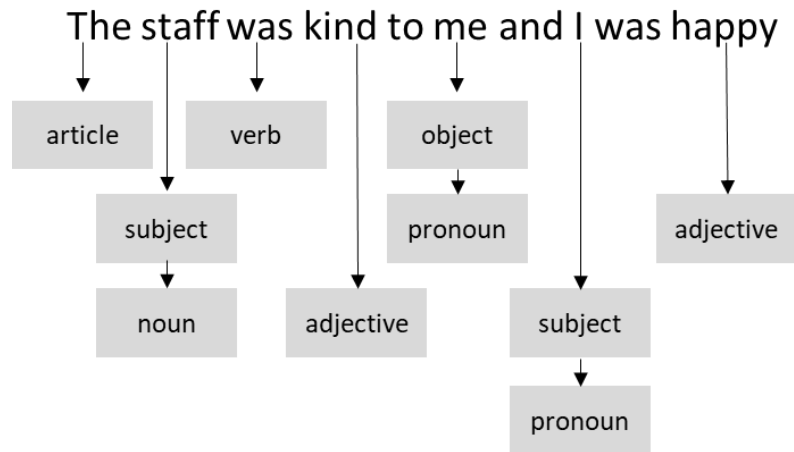 The staff was kind to me and I was happy
article verb object
subject pronoun adjective
noun adjective subject
pronoun